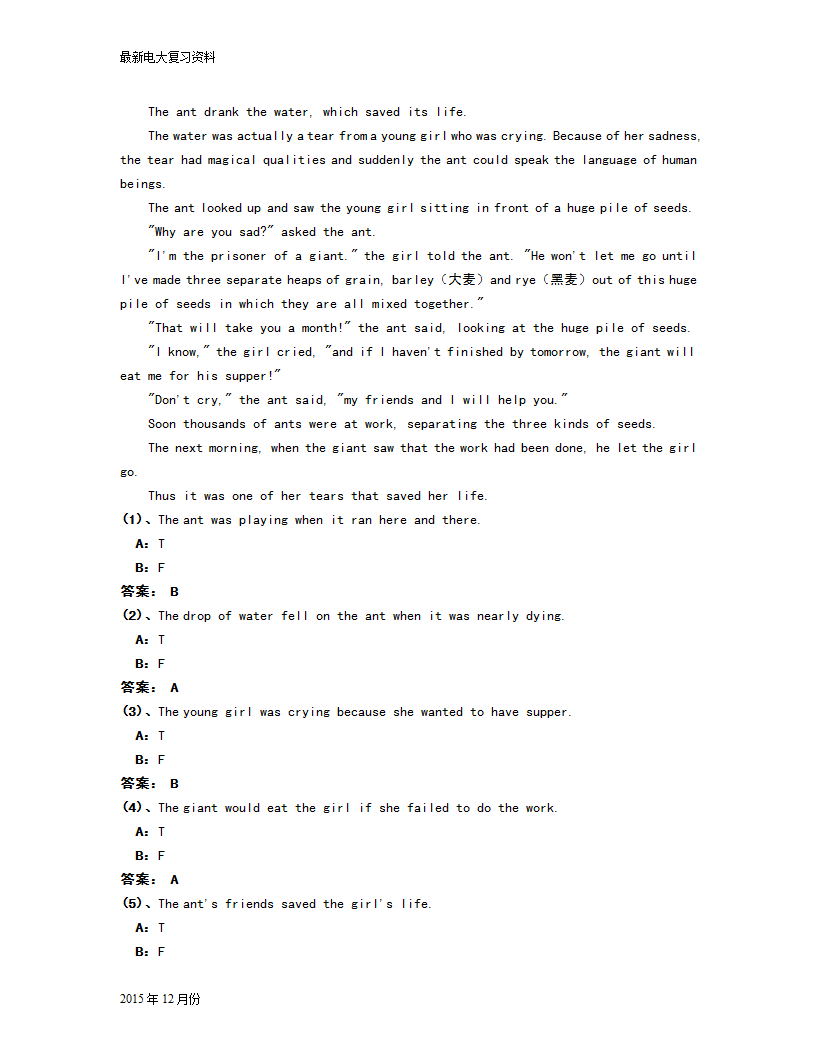 最新电大复习资料
The ant drank the water, which saved its life.
The water was actually a tear from a young girl who was crying. Because of her sadness,
the tear had magical qualities and suddenly the ant could speak the language of human
beings.
The ant looked up and saw the young girl sitting in front of a huge pile of seeds.
"Why are you sad?" asked the ant.
"I'm the prisoner of a giant." the girl told the ant. "He won't let me go until
I've made three separate heaps of grain, barley（大麦）and rye（黑麦）out of this huge
pile of seeds in which they are all mixed together."
"That will take you a month!" the ant said, looking at the huge pile of seeds.
"I know," the girl cried, "and if I haven't finished by tomorrow, the giant will
eat me for his supper!"
"Don't cry," the ant said, "my friends and I will help you."
Soon thousands of ants were at work, separating the three kinds of seeds.
The next morning, when the giant saw that the work had been done, he let the girl
go.
Thus it was one of her tears that saved her life.
(1)、The ant was playing when it ran here and there.
A：T
B：F
答案： B
(2)、The drop of water fell on the ant when it was nearly dying.
A：T
B：F
答案： A
(3)、The young girl was crying because she wanted to have supper.
A：T
B：F
答案： B
(4)、The giant would eat the girl if she failed to do the work.
A：T
B：F
答案： A
(5)、The ant's friends saved the girl's life.
A：T
B：F
2015 年 12 月份